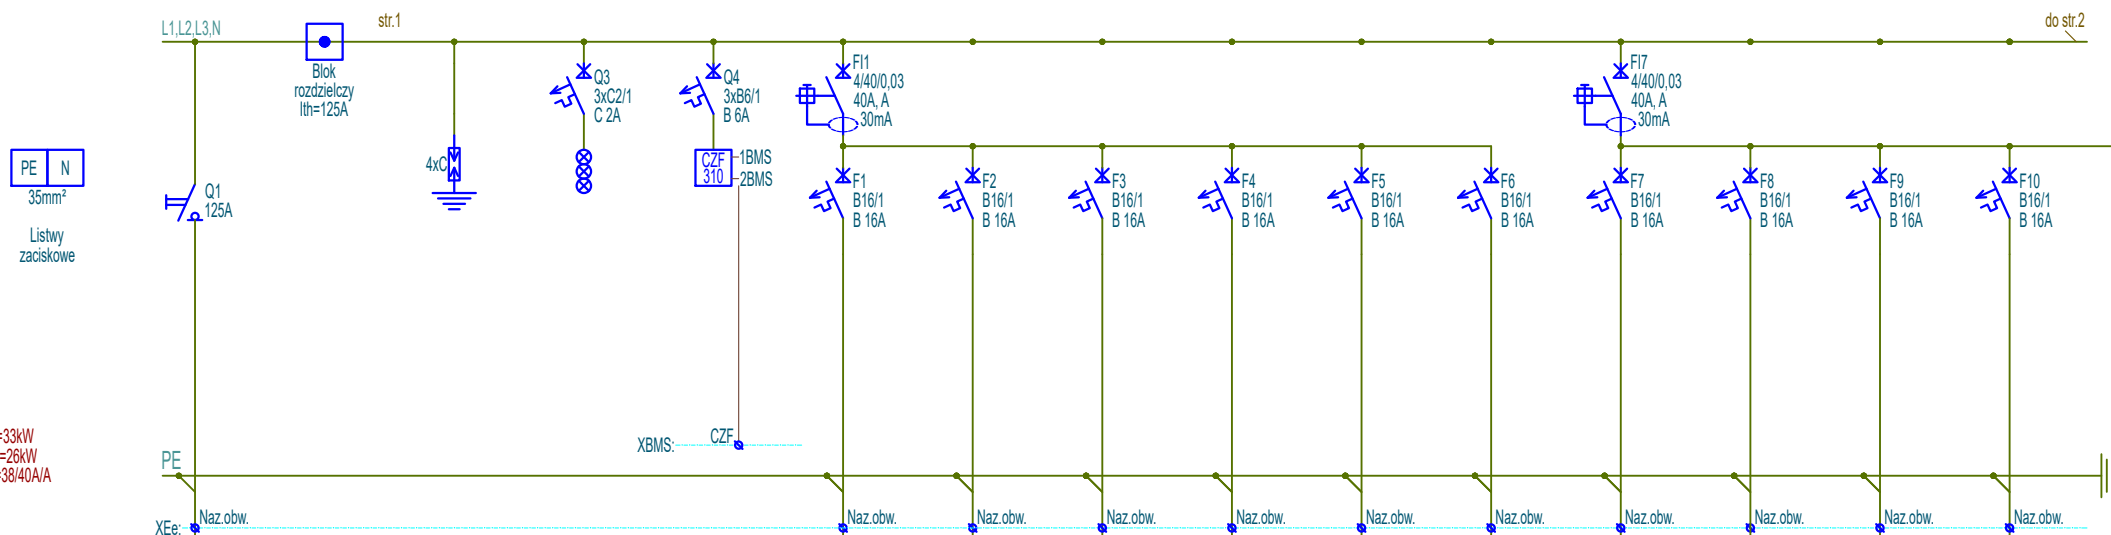 L1,L2,L3,N
str.1
do str.2
Blok
rozdzielczy
Ith=125A
Q3
3xC2/1
C 2A
Q4
3xB6/1
B 6A
FI1
4/40/0,03
40A, A
30mA
FI7
4/40/0,03
40A, A
30mA
PE N
35mm²
Listwy
zaciskowe
Q1
125A
4xC
CZF
310
1BMS
2BMS
F1
B16/1
B 16A
F2
B16/1
B 16A
F3
B16/1
B 16A
F4
B16/1
B 16A
F5
B16/1
B 16A
F6
B16/1
B 16A
F7
B16/1
B 16A
F8
B16/1
B 16A
F9
B16/1
B 16A
F10
B16/1
B 16A
XBMS: CZF
=33kW
=26kW
=38/40A/A
PE
XEe: Naz.obw. Naz.obw. Naz.obw. Naz.obw. Naz.obw. Naz.obw. Naz.obw. Naz.obw. Naz.obw. Naz.obw. Naz.obw.